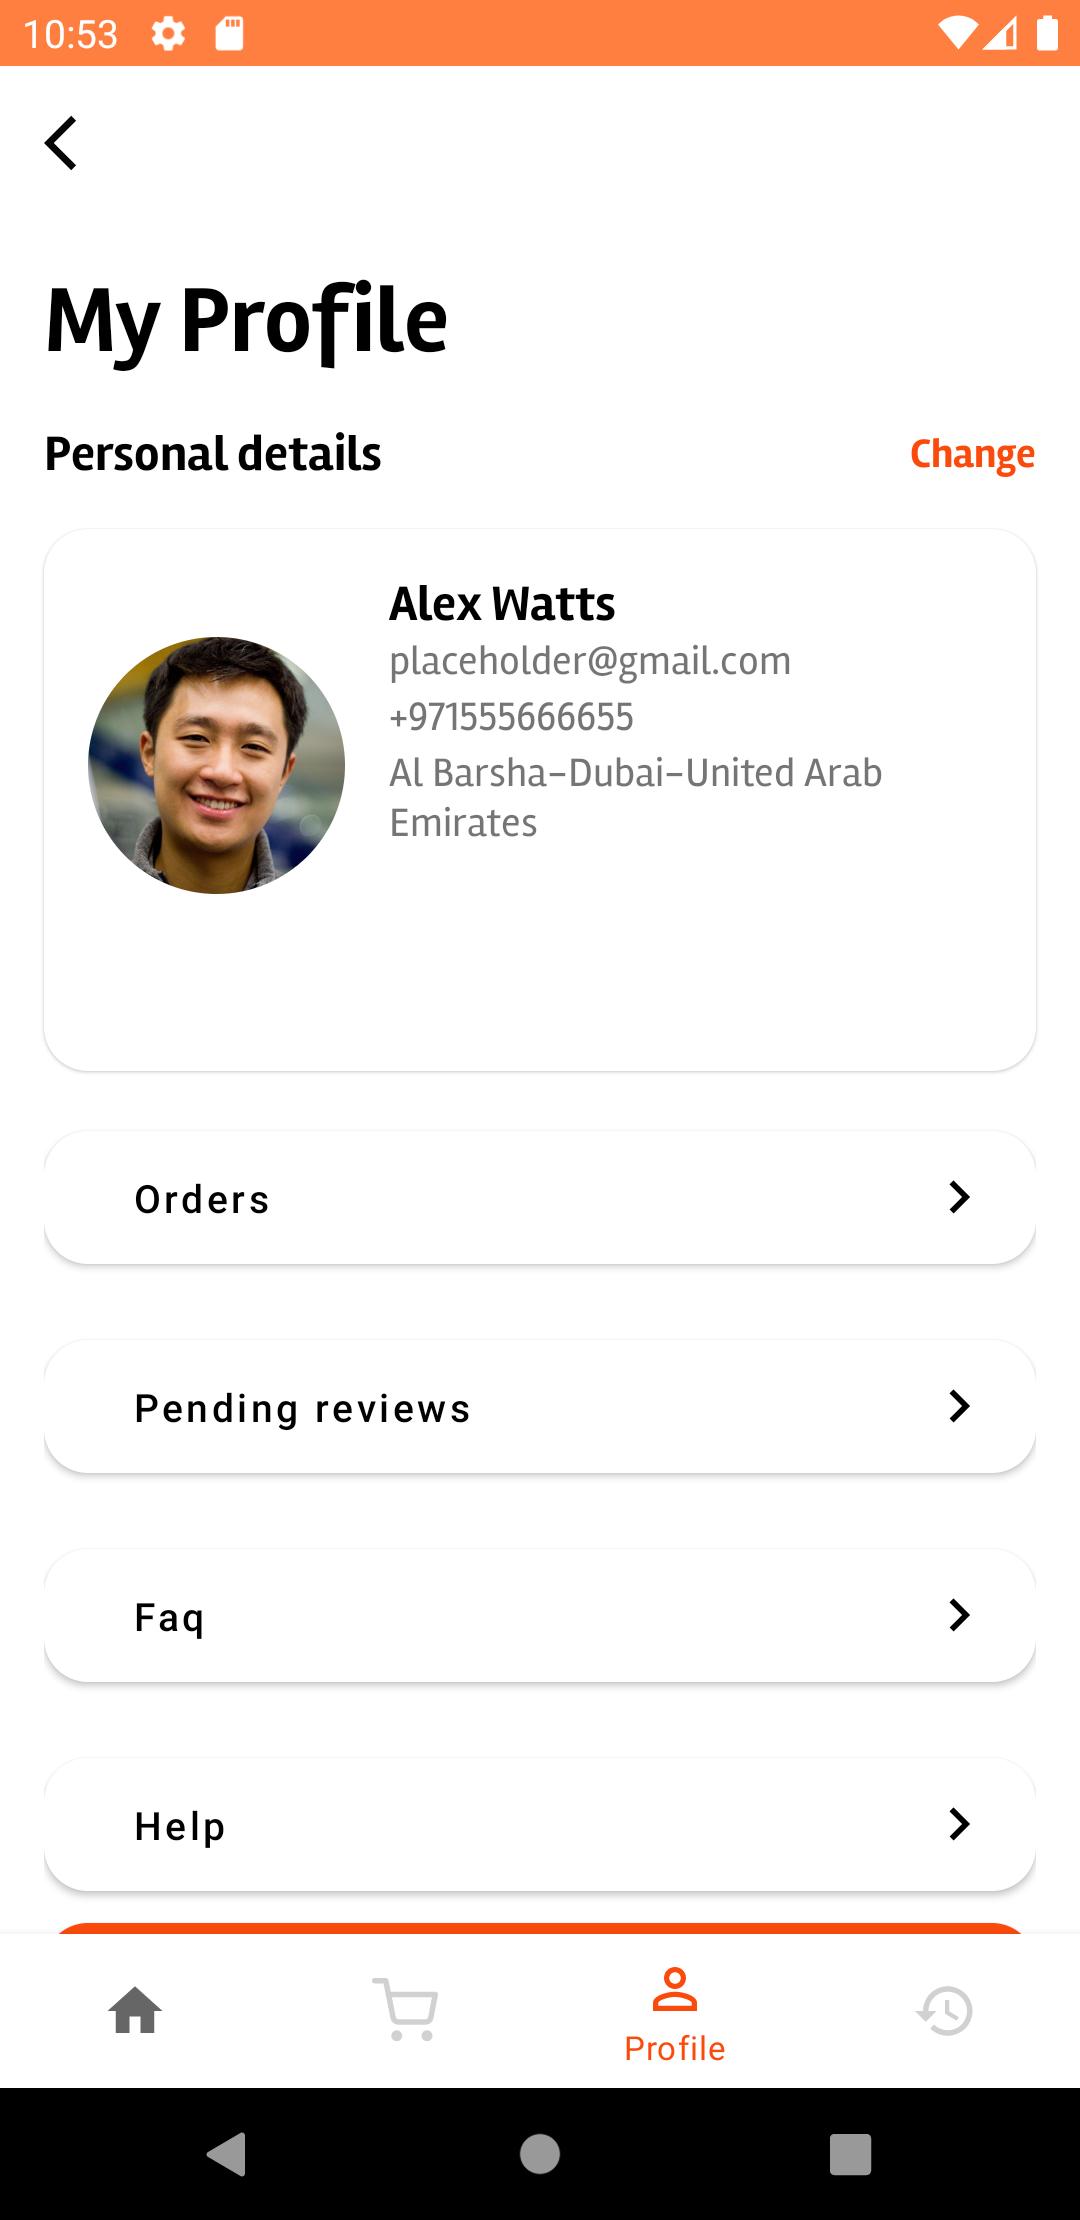 10:53
My Profile
Personal details
Change
Alex Watts
placeholder@gmail.com
+971555666655
Al Barsha-Dubai-United Arab
Emirates
Orders
Pending reviews
Faq
Help
Profile